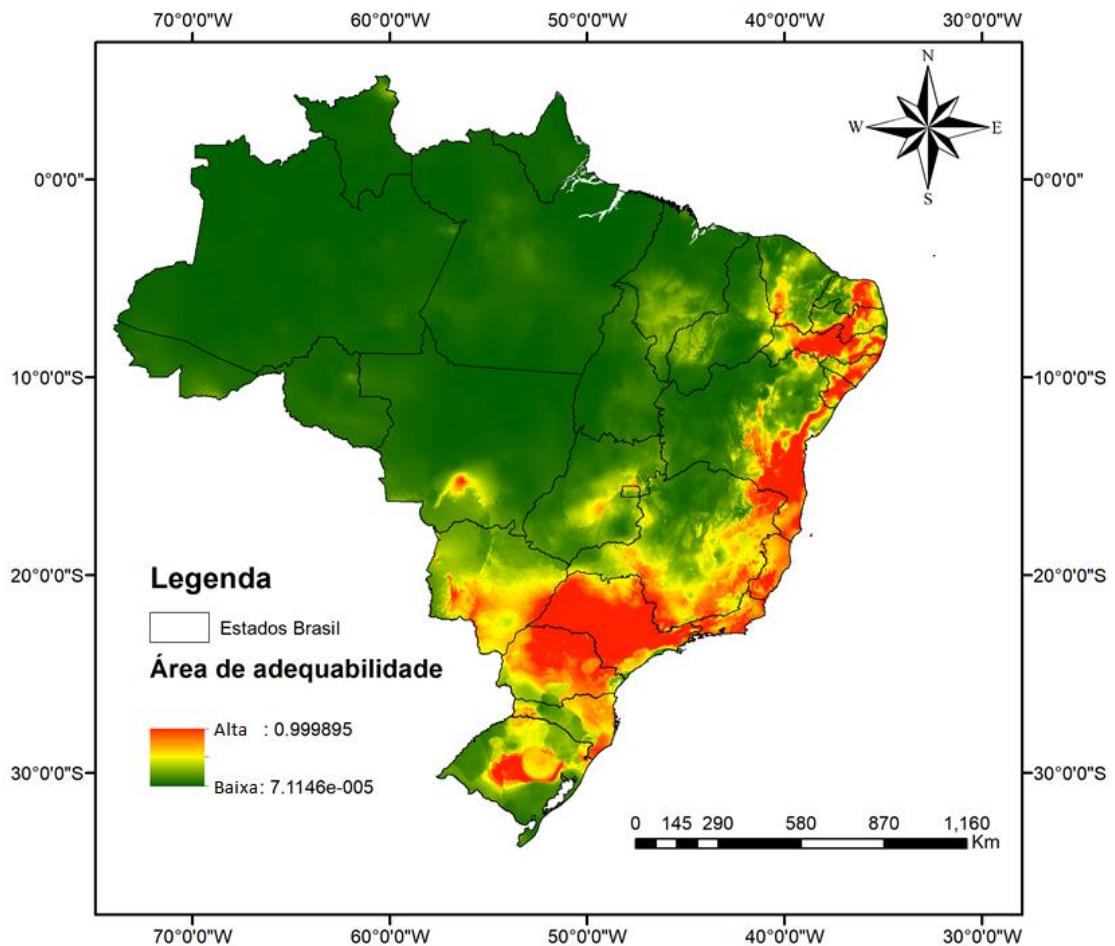 70°0'0"W 60°0'0"W 50°0'0"W 40°0'0"W 30°0'0"W
N
W E
S
0°0'0" 0°0'0"
10°0'0"S 10°0'0"S
20°0'0"S 20°0'0"S
Legenda
Estados Brasil
Área de adequabilidade
Alta : 0.999895
Baixa: 7.1146e-005
30°0'0"S 30°0'0"S
0 145 290 580 870 1,160
Km
70°0'0"W 60°0'0"W 50°0'0"W 40°0'0"W 30°0'0"W